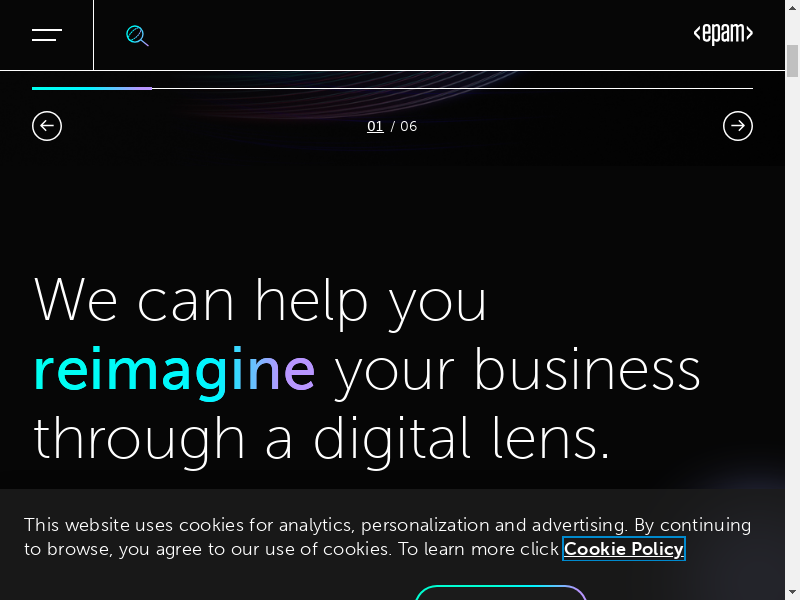 <epam>
01 / 06
We can help you
reimagine your business
through a digital lens.
This website uses cookies for analytics, personalization and advertising. By continuing
to browse, you agree to our use of cookies. To learn more click Cookie Policy